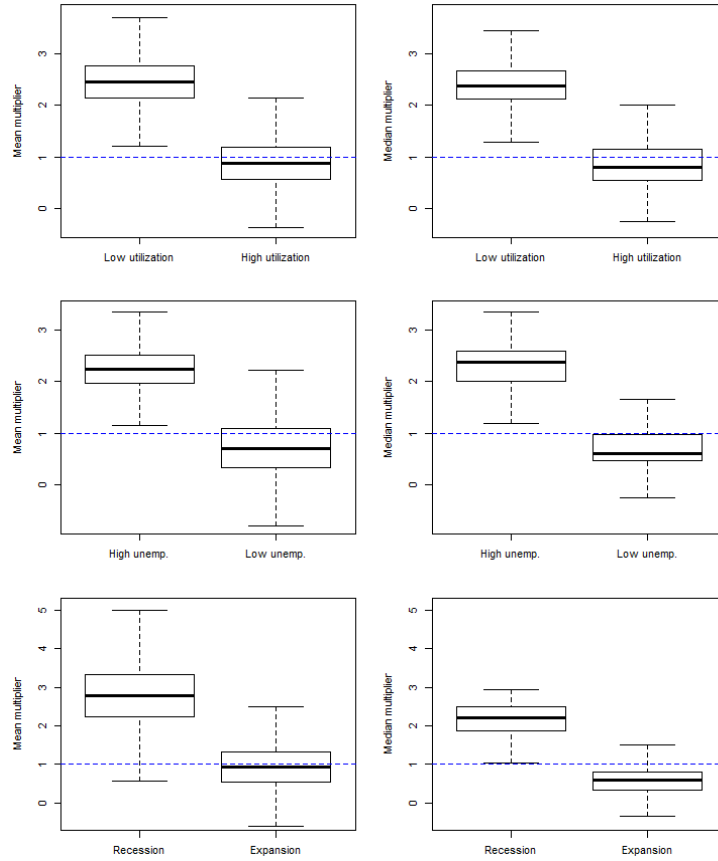 Mean multiplier
3
2
1
0
Low utilization High utilization
Median multiplier
3
2
1
0
Low utilization High utilization
Mean multiplier
3
2
1
0
High unemp. Low unemp.
Median multiplier
3
2
1
0
High unemp. Low unemp.
Mean multiplier
5
4
3
2
1
0
Recession Expansion
Median multiplier
5
4
3
2
1
0
Recession Expansion